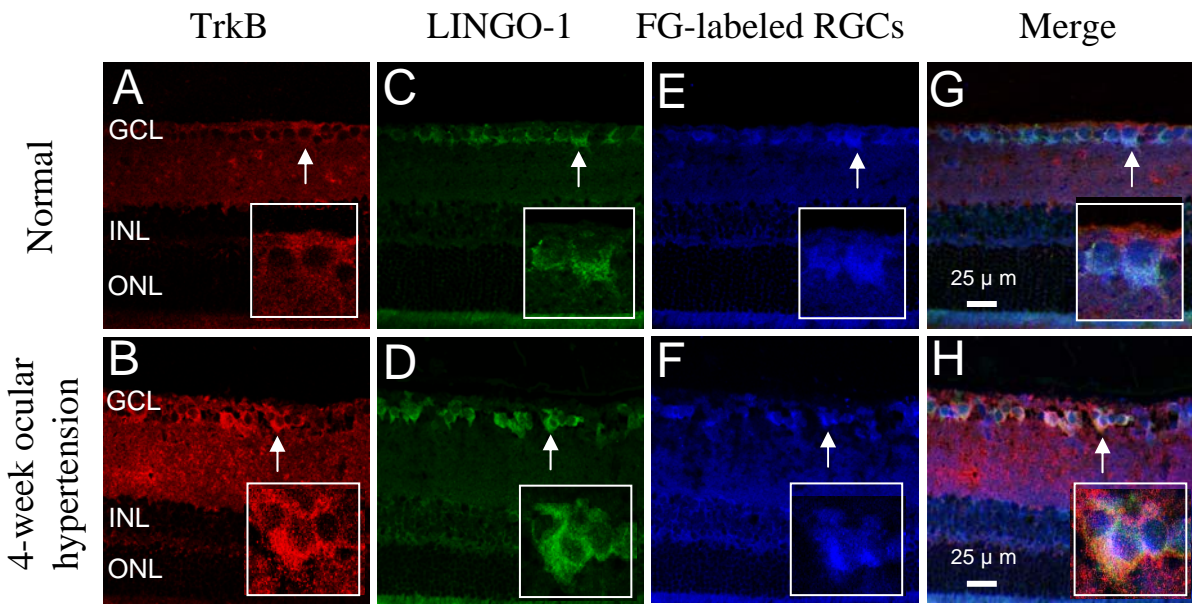 TrkB LINGO-1 FG-labeled RGCs Merge
Normal
A C E G
GCL
INL
ONL
25 μ m
4-week ocular
hypertension
B D F H
GCL
INL
ONL
25 μ m